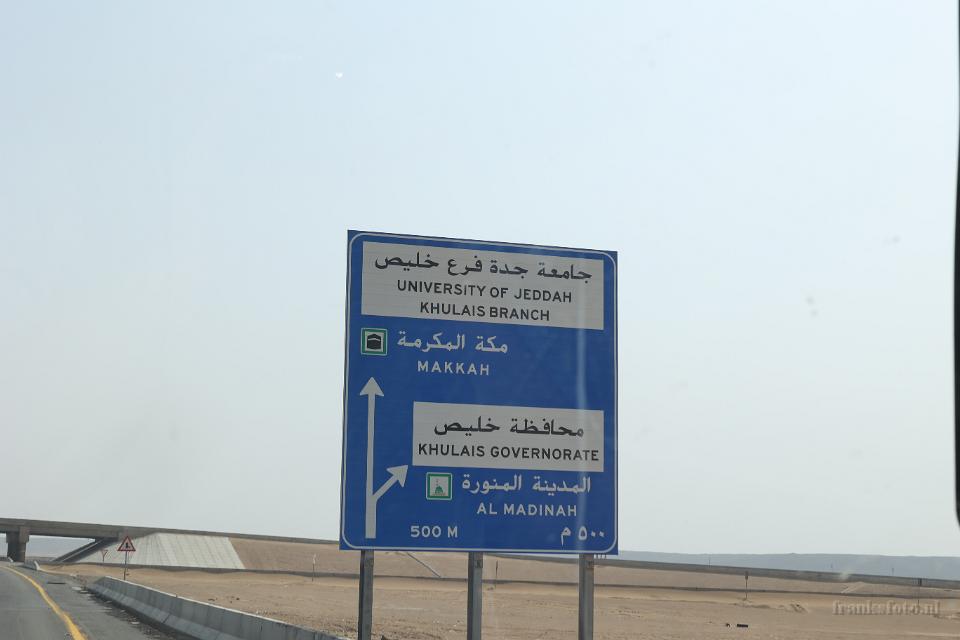 جامعة جدة فرع خليص
UNIVERSITY OF JEDDAH
KHULAIS BRANCH
مكة المكرمة
MAKKAH
محافظة خليص
KHULAIS GOVERNORATE
المدينة المنورة
AL MADINAH
500 M
٥٠٠ م
franksfoto.nl